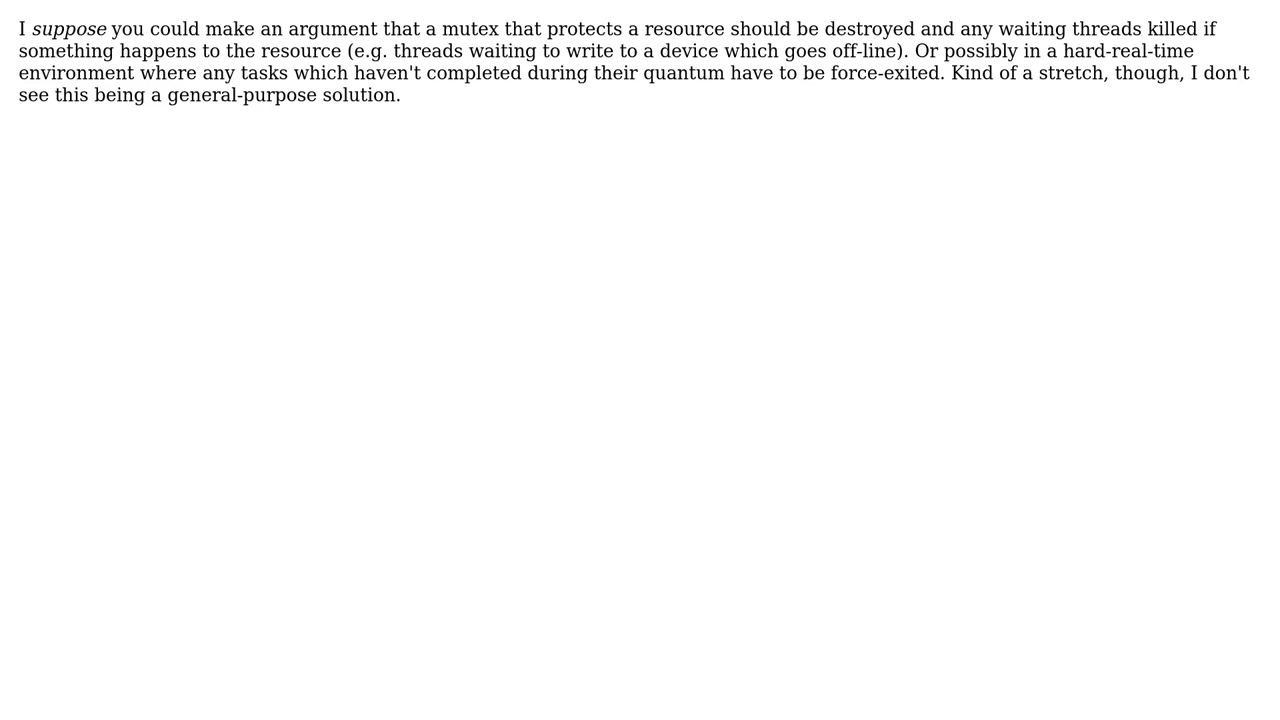 I suppose you could make an argument that a mutex that protects a resource should be destroyed and any waiting threads killed if
something happens to the resource (e.g. threads waiting to write to a device which goes off-line). Or possibly in a hard-real-time
environment where any tasks which haven't completed during their quantum have to be force-exited. Kind of a stretch, though, I don't
see this being a general-purpose solution.